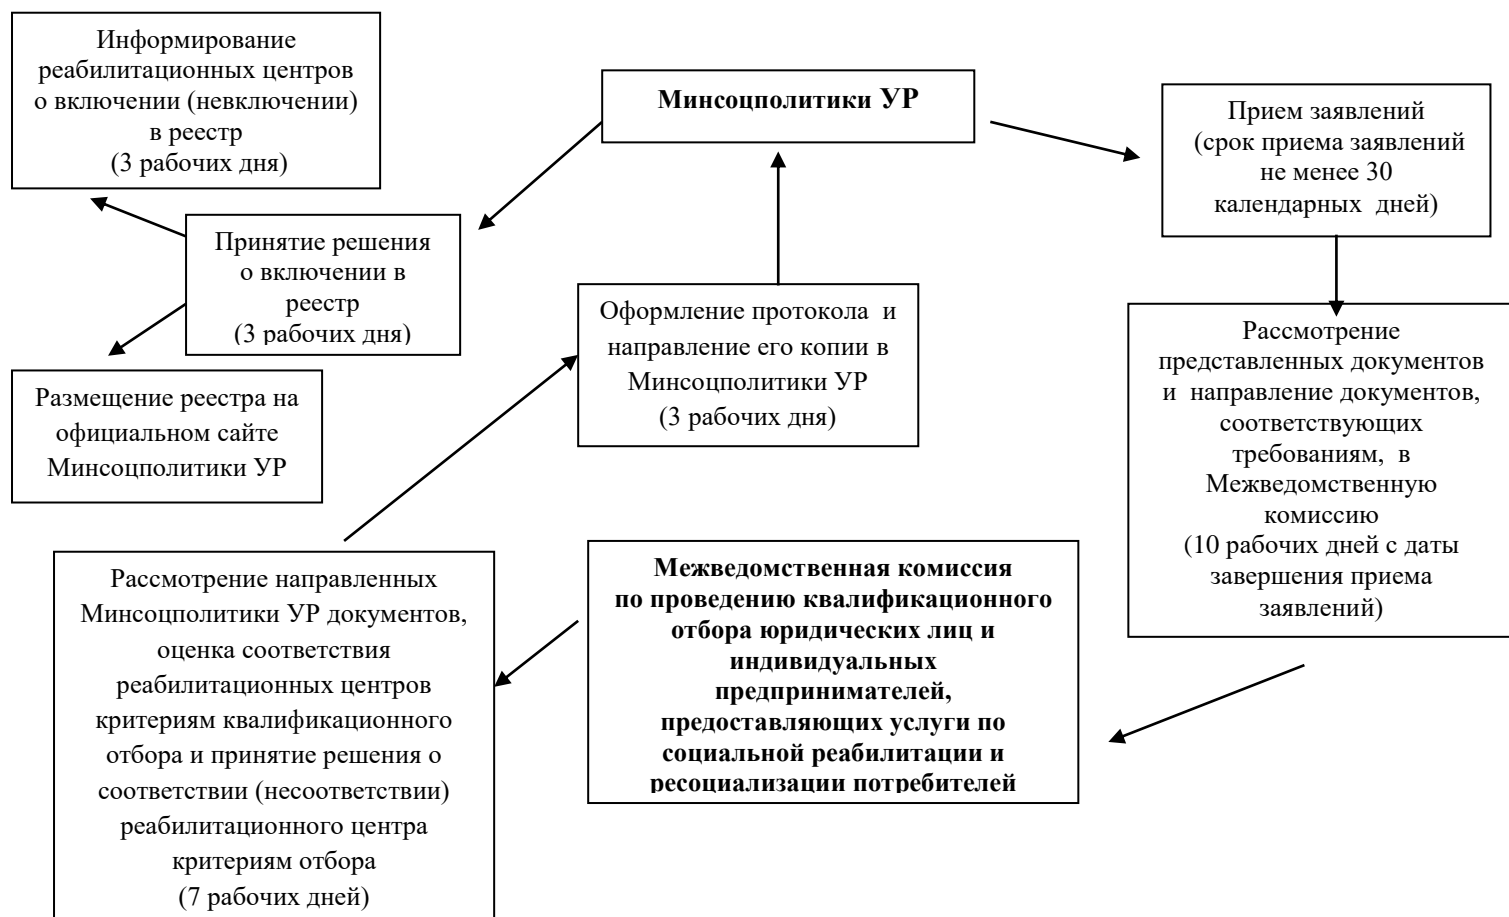 Информирование
реабилитационных центров
о включении (невключении)
в реестр
(3 рабочих дня)
Минсоцполитики УР
Прием заявлений
(срок приема заявлений
не менее 30
календарных дней)
Принятие решения
о включении в
реестр
(3 рабочих дня)
Оформление протокола и
направление его копии в
Минсоцполитики УР
(3 рабочих дня)
Рассмотрение
представленных документов
и направление документов,
соответствующих
требованиям, в
Межведомственную
комиссию
(10 рабочих дней с даты
завершения приема
заявлений)
Размещение реестра на
официальном сайте
Минсоцполитики УР
Рассмотрение направленных
Минсоцполитики УР документов,
оценка соответствия
реабилитационных центров
критериям квалификационного
отбора и принятие решения о
соответствии (несоответствии)
реабилитационного центра
критериям отбора
(7 рабочих дней)
Межведомственная комиссия
по проведению квалификационного
отбора юридических лиц и
индивидуальных
предпринимателей,
предоставляющих услуги по
социальной реабилитации и
ресоциализации потребителей